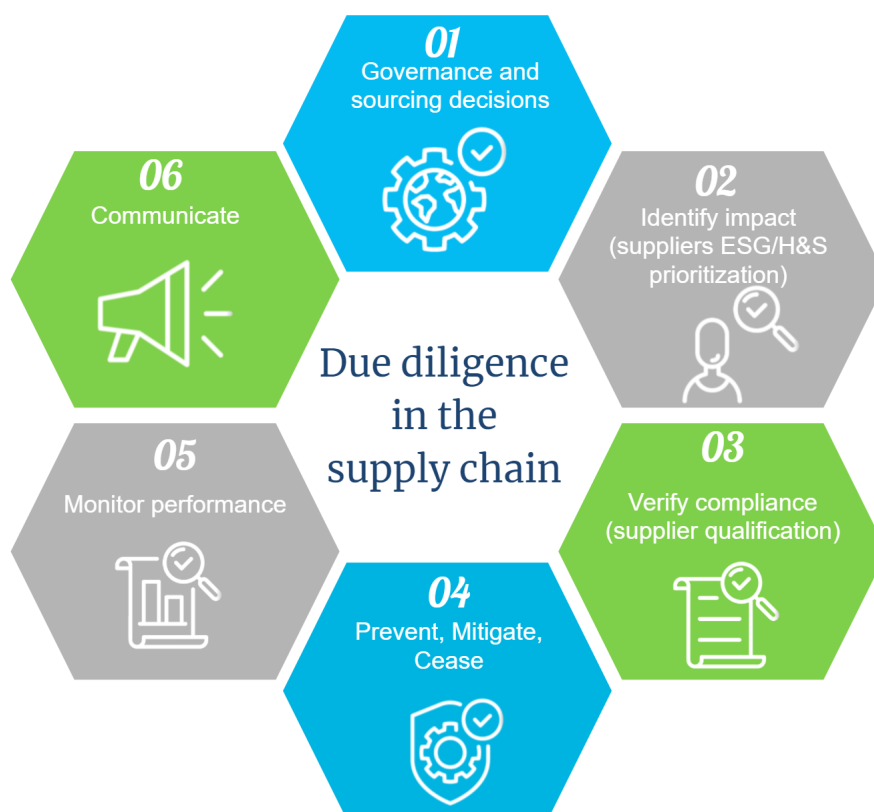 01
Governance and
sourcing decisions
02
Identify impact
(suppliers ESG/H&S
prioritization)
03
Verify compliance
(supplier qualification)
04
Prevent, Mitigate,
Cease
05
Monitor performance
06
Communicate
Due diligence
in the
supply chain